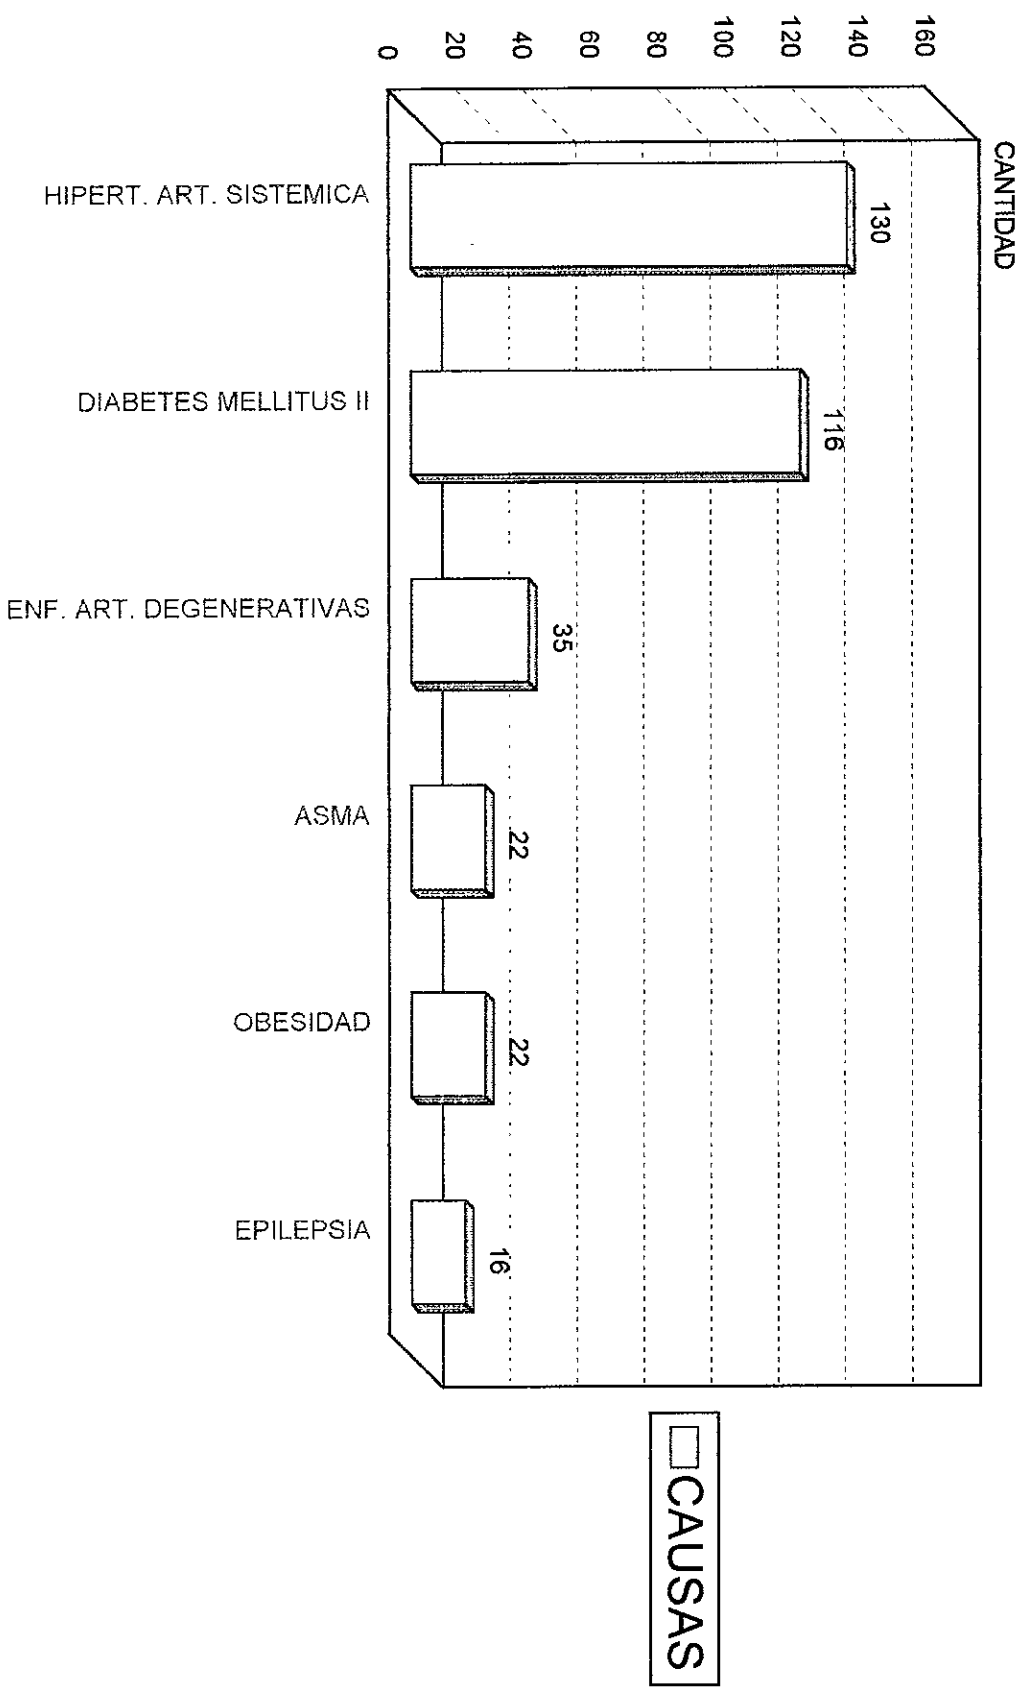 CANTIDAD
160
140
120
100
80
60
40
20
0
130
116
35
22
22
16
HIPERT. ART. SISTEMICA
DIABETES MELLITUS II
ENF. ART. DEGENERATIVAS
ASMA
OBESIDAD
EPILEPSIA
CAUSAS